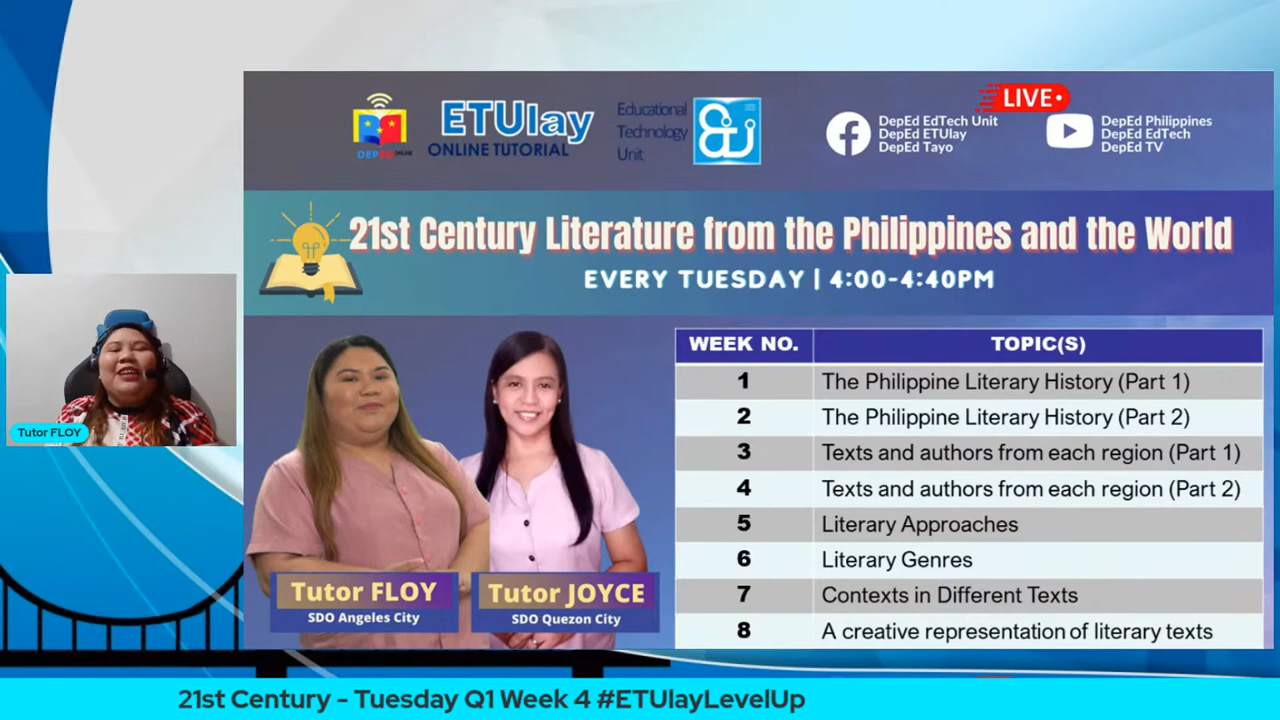 DEPED ONLINE
ETUlay
ONLINE TUTORIAL
Educational
Technology
Unit
LIVE
DepEd EdTech Unit
DepEd ETUlay
DepEd Tayo
DepEd Philippines
DepEd EdTech
DepEd TV
21st Century Literature from the Philippines and the World
EVERY TUESDAY | 4:00-4:40PM
WEEK NO. TOPIC(S)
1 The Philippine Literary History (Part 1)
2 The Philippine Literary History (Part 2)
3 Texts and authors from each region (Part 1)
4 Texts and authors from each region (Part 2)
5 Literary Approaches
6 Literary Genres
7 Contexts in Different Texts
8 A creative representation of literary texts
Tutor FLOY
SDO Angeles City
Tutor JOYCE
SDO Quezon City
Tutor FLOY
21st Century - Tuesday Q1 Week 4 #ETUlayLevelUp